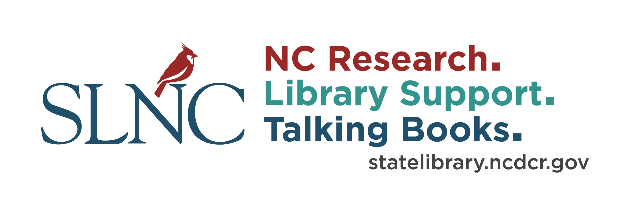 SLNC
NC Research.
Library Support.
Talking Books.
statelibrary.ncdcr.gov